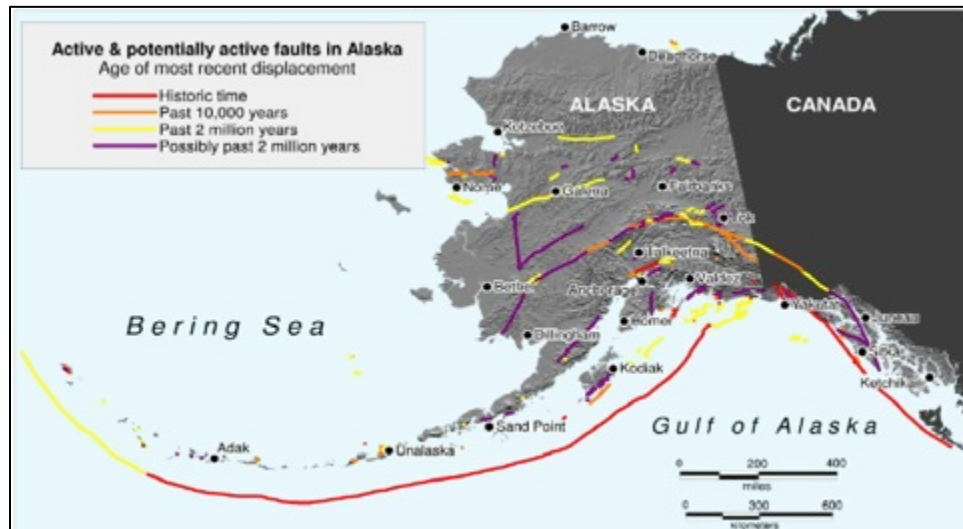 Active & potentially active faults in Alaska
Age of most recent displacement
Historic time
Past 10,000 years
Past 2 million years
Possibly past 2 million years
Barrow
Deadhorse
ALASKA
CANADA
Kotzebue
Nome
Galena
Fairbanks
Tok
Talkeetna
Bethel
Anchorage
Valdez
Yakutat
Juneau
Homer
Dillingham
Sitka
Bering Sea
Kodiak
Ketchik
Sand Point
Gulf of Alaska
Adak
Unalaska
0 200 400
miles
0 300 600
kilometers